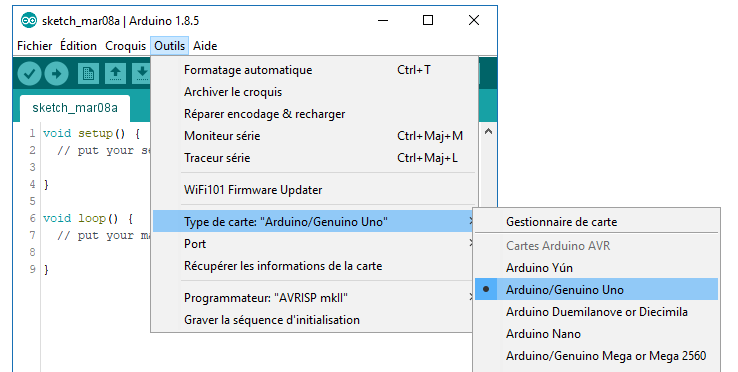 sketch_mar08a | Arduino 1.8.5
Fichier Édition Croquis Outils Aide
sketch_mar08a
1 void setup() {
2 // put your se
3
4 }
5
6 void loop() {
7 // put your ma
8
9 }
Formatage automatique Ctrl+T
Archiver le croquis
Réparer encodage & recharger
Moniteur série Ctrl+Maj+M
Traceur série Ctrl+Maj+L
WiFi101 Firmware Updater
Type de carte: "Arduino/Genuino Uno"
Port
Récupérer les informations de la carte
Programmateur: "AVRISP mkII"
Graver la séquence d'initialisation
Gestionnaire de carte
Cartes Arduino AVR
Arduino Yún
Arduino/Genuino Uno
Arduino Duemilanove or Diecimila
Arduino Nano
Arduino/Genuino Mega or Mega 2560